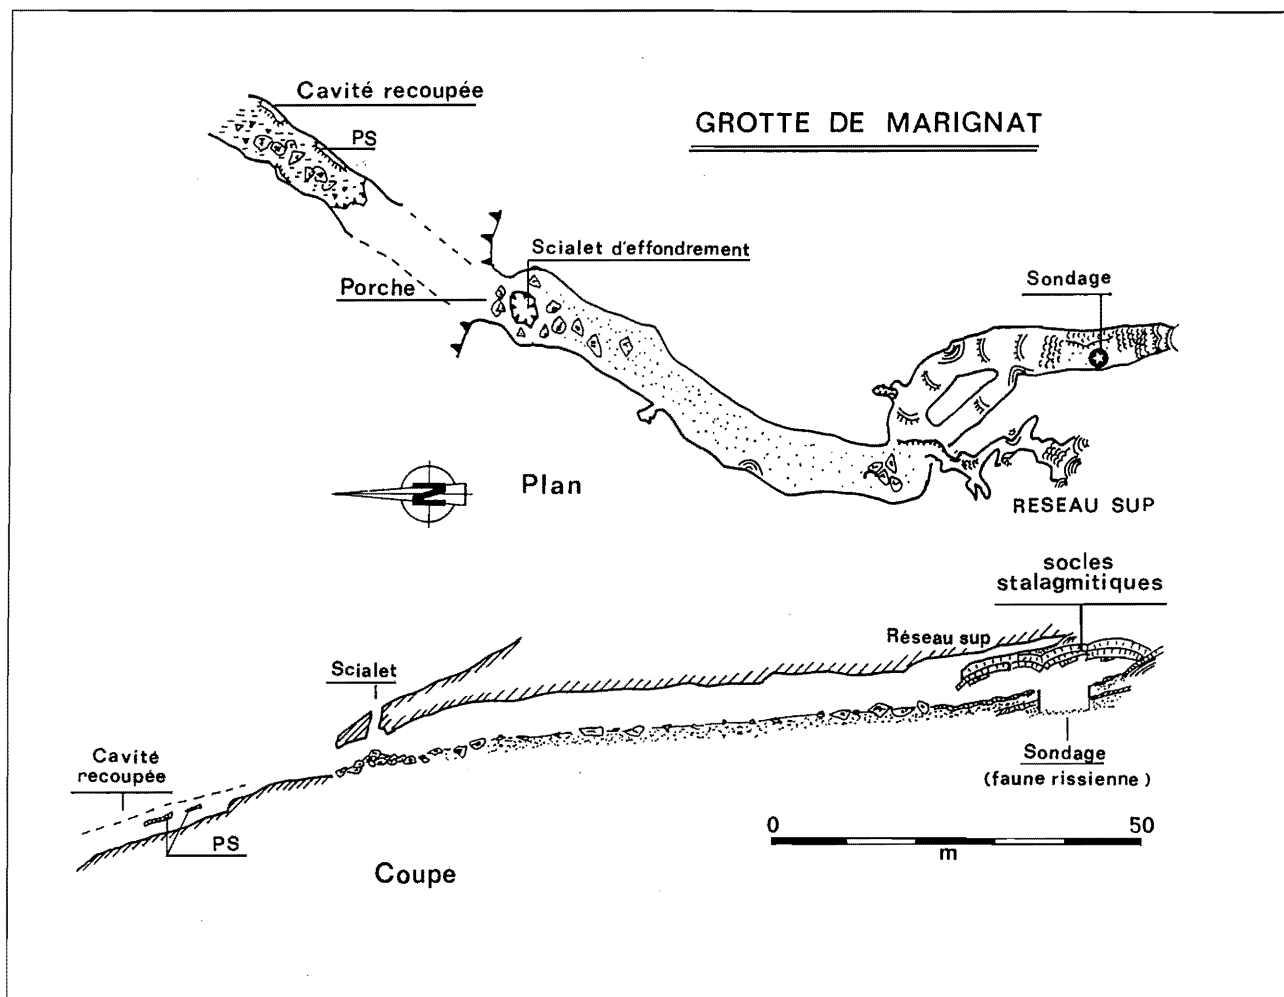 Cavité recoupée
PS
GROTTE DE MARIGNAT
Scialet d'effondrement
Porche
Sondage
N
Plan
RESEAU SUP
socles
stalagmitiques
Réseau sup
Scialet
Cavité
recoupée
PS
Sondage
(faune rissienne)
0 50
m
Coupe